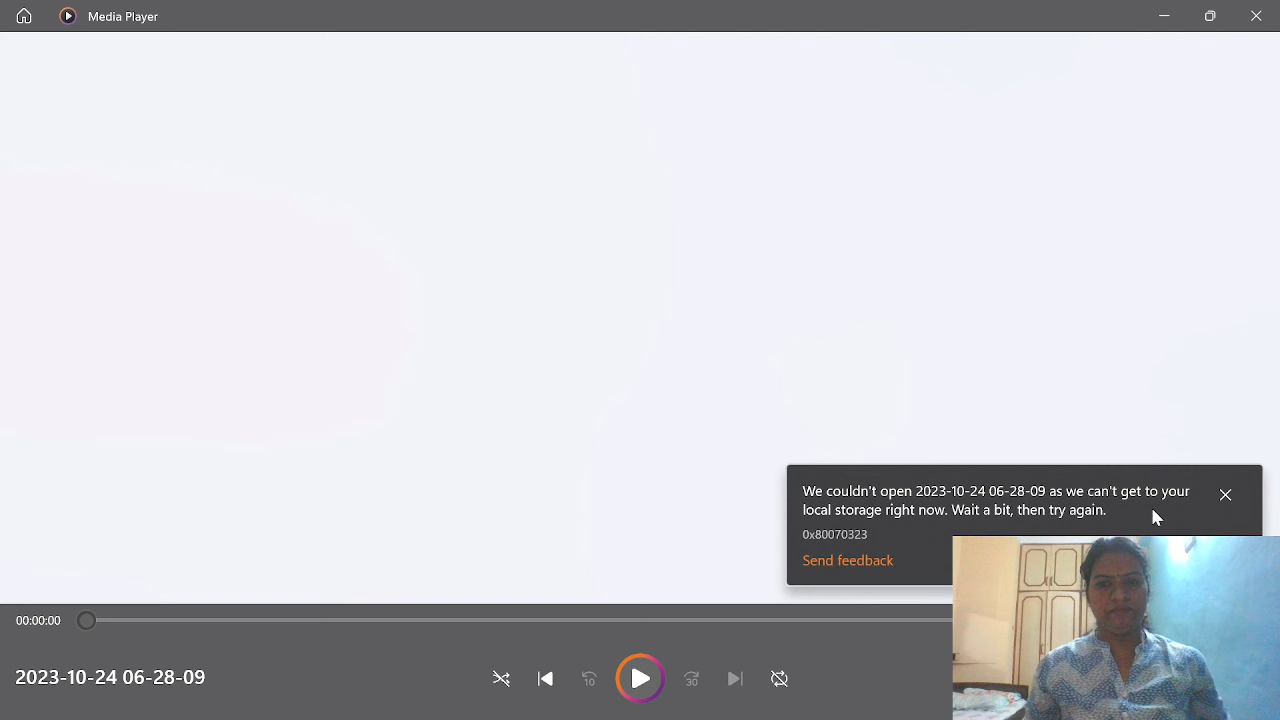 Media Player
We couldn't open 2023-10-24 06-28-09 as we can't get to your
local storage right now. Wait a bit, then try again.
0x80070323
Send feedback
00:00:00
2023-10-24 06-28-09
10
30